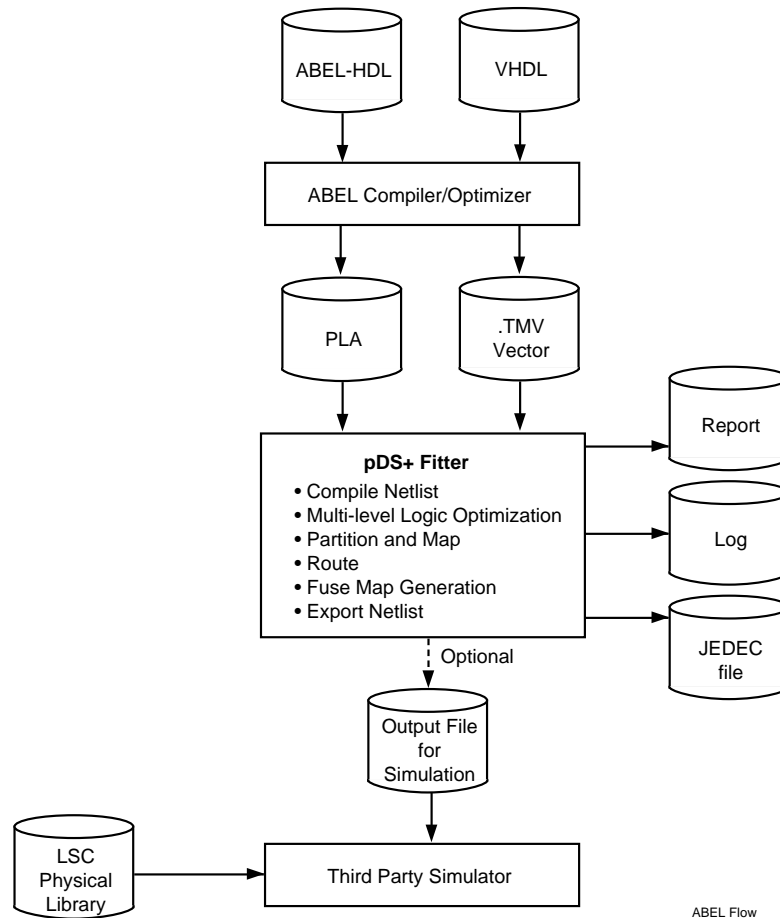 ABEL-HDL
VHDL
ABEL Compiler/Optimizer
PLA
.TMV
Vector
Report
pDS+ Fitter
• Compile Netlist
• Multi-level Logic Optimization
• Partition and Map
• Route
• Fuse Map Generation
• Export Netlist
Log
JEDEC
file
Optional
Output File
for
Simulation
LSC
Physical
Library
Third Party Simulator
ABEL Flow